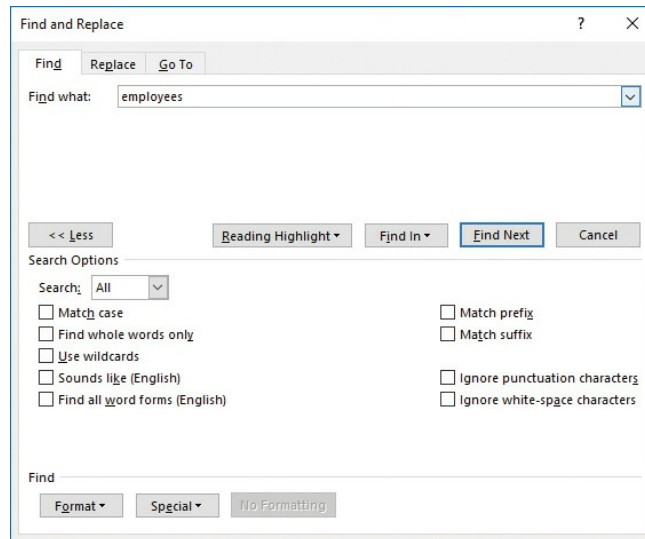 Find and Replace
Find Replace Go To
Find what: employees
<< Less Reading Highlight Find In Find Next Cancel
Search Options
Search: All
Match case Match prefix
Find whole words only Match suffix
Use wildcards
Sounds like (English) Ignore punctuation characters
Find all word forms (English) Ignore white-space characters
Find
Format Special No Formatting